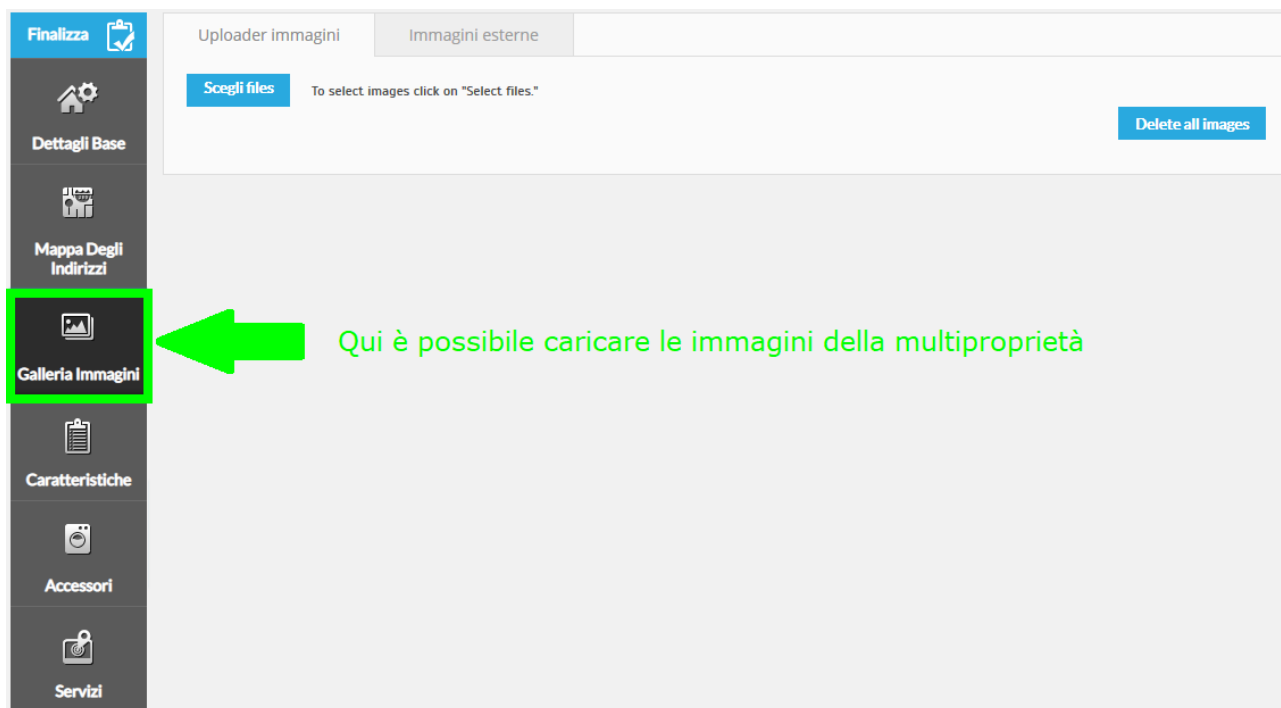 Finalizza
Uploader immagini
Immagini esterne
Scegli files
To select images click on "Select files."
Delete all images
Dettagli Base
Mappa Degli
Indirizzi
Galleria Immagini
Qui è possibile caricare le immagini della multiproprietà
Caratteristiche
Accessori
Servizi